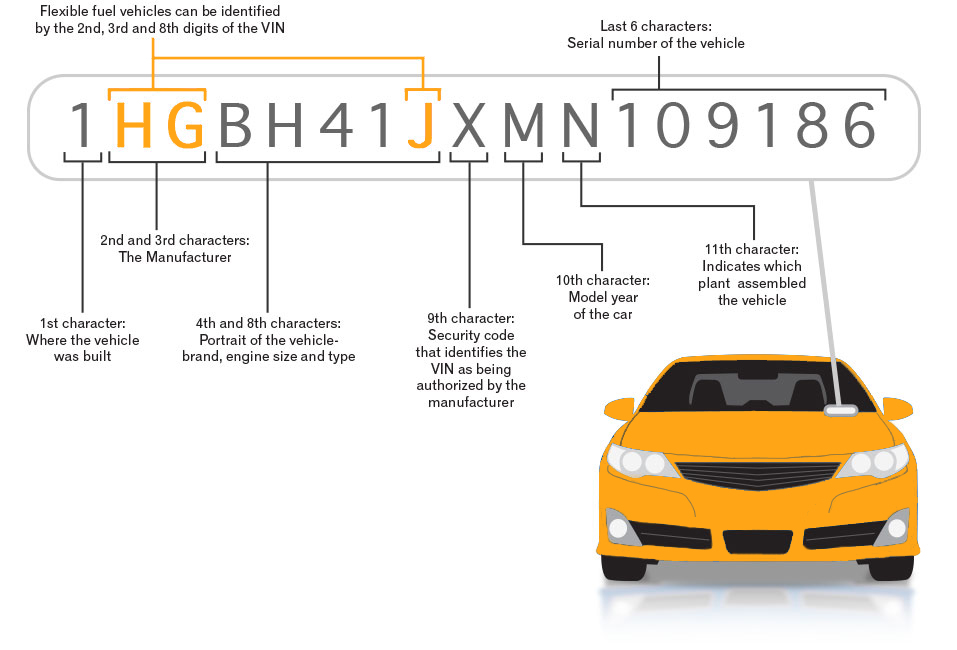 Flexible fuel vehicles can be identified
by the 2nd, 3rd and 8th digits of the VIN
Last 6 characters:
Serial number of the vehicle
1HGBH41JXMN109186
2nd and 3rd characters:
The Manufacturer
11th character:
Indicates which
plant assembled
the vehicle
10th character:
Model year
of the car
1st character:
Where the vehicle
was built
4th and 8th characters:
Portrait of the vehicle-
brand, engine size and type
9th character:
Security code
that identifies the
VIN as being
authorized by the
manufacturer